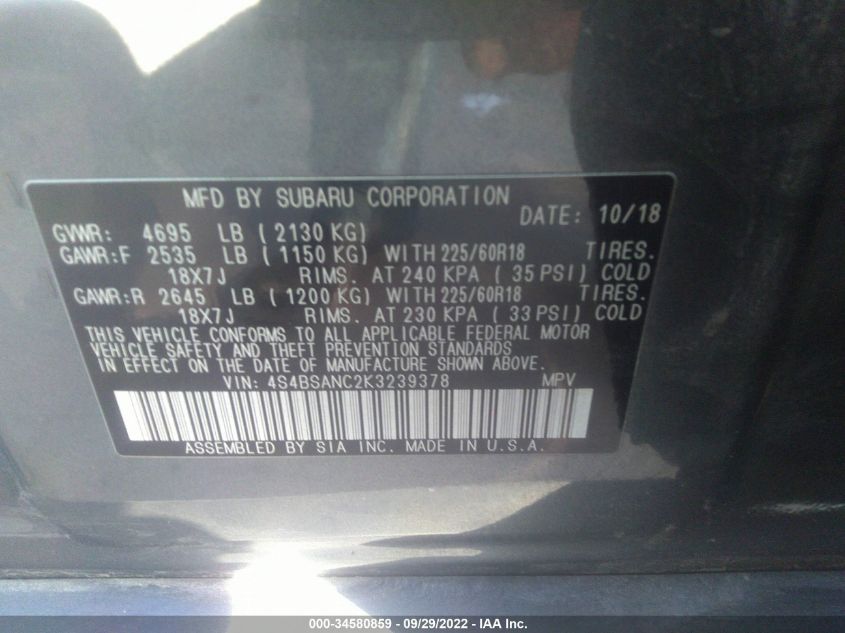 MFD BY SUBARU CORPORATION
DATE: 10/18
GVWR: 4695 LB ( 2130 KG)
GAWR:F 2535 LB ( 1150 KG) WITH 225/60R18 TIRES.
18X7J RIMS. AT 240 KPA ( 35 PSI) COLD
GAWR:R 2645 LB ( 1200 KG) WITH 225/60R18 TIRES.
18X7J RIMS. AT 230 KPA ( 33 PSI) COLD
THIS VEHICLE CONFORMS TO ALL APPLICABLE FEDERAL MOTOR
VEHICLE SAFETY AND THEFT PREVENTION STANDARDS
IN EFFECT ON THE DATE OF MANUFACTURE SHOWN ABOVE.
VIN: 4S4BSANC2K3239378 MPV
ASSEMBLED BY SIA INC. MADE IN U.S.A.
000-34580859 - 09/29/2022 - IAA Inc.